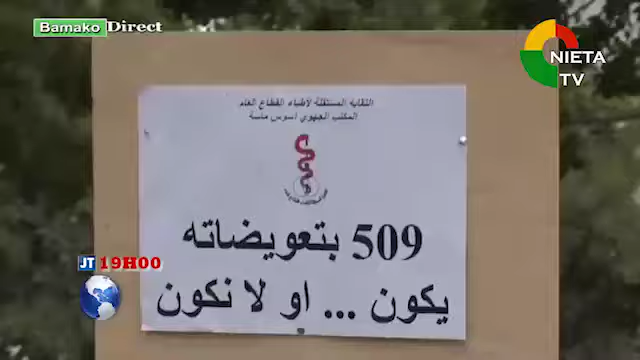 Bamako Direct
NIETA
TV
النقابة المستقلة لأطباء القطاع العام
المكتب الجهوي لسوس ماسة
509 بتعويضاته
يكون ... او لا نكون
JT 19H00